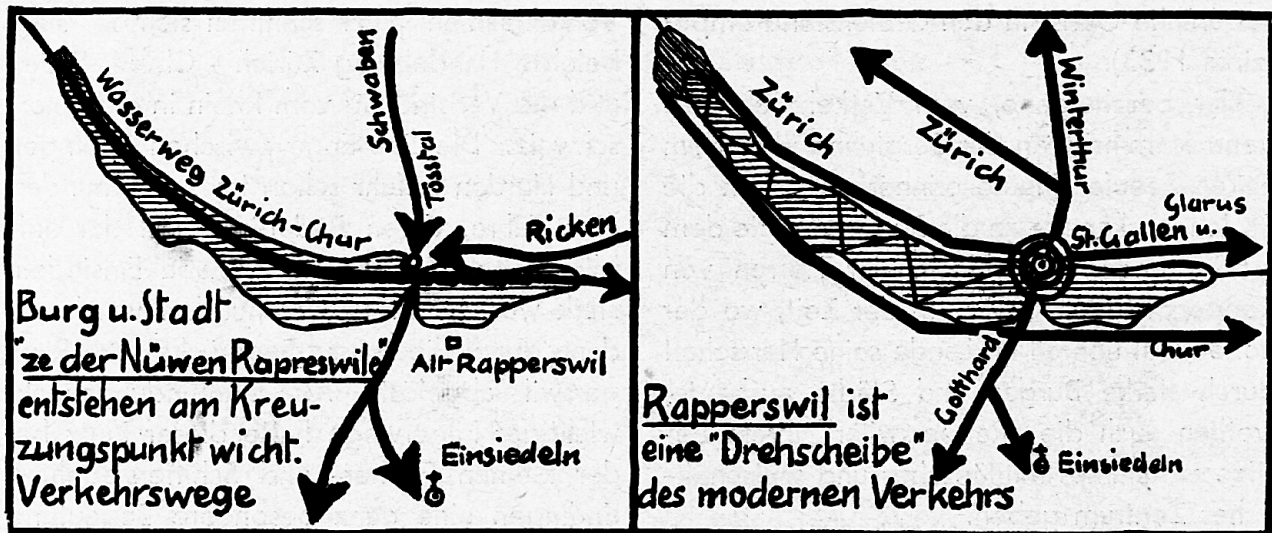 Wasserweg Zürich-Chur
Schwaben
Tösstal
Ricken
Burg u. Stadt
"ze der Nüwen Rapreswile"
entstehen am Kreu-
zungspunkt wicht.
Verkehrswege
Alt-Rapperswil
Einsiedeln
Zürich
Zürich
Winterthur
Glarus
St.Gallen u.
Chur
Gotthard
Einsiedeln
Rapperswil ist
eine "Drehscheibe"
des modernen Verkehrs